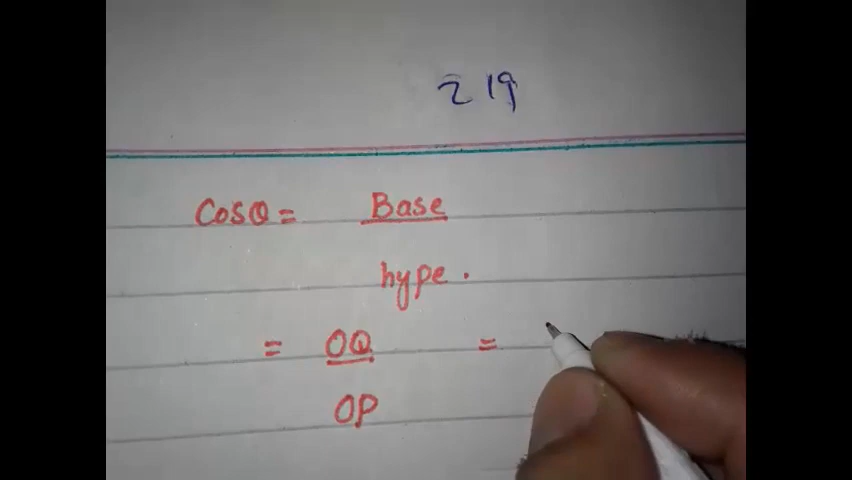 219
Cosθ = Base
hype.
= OQ =
OP